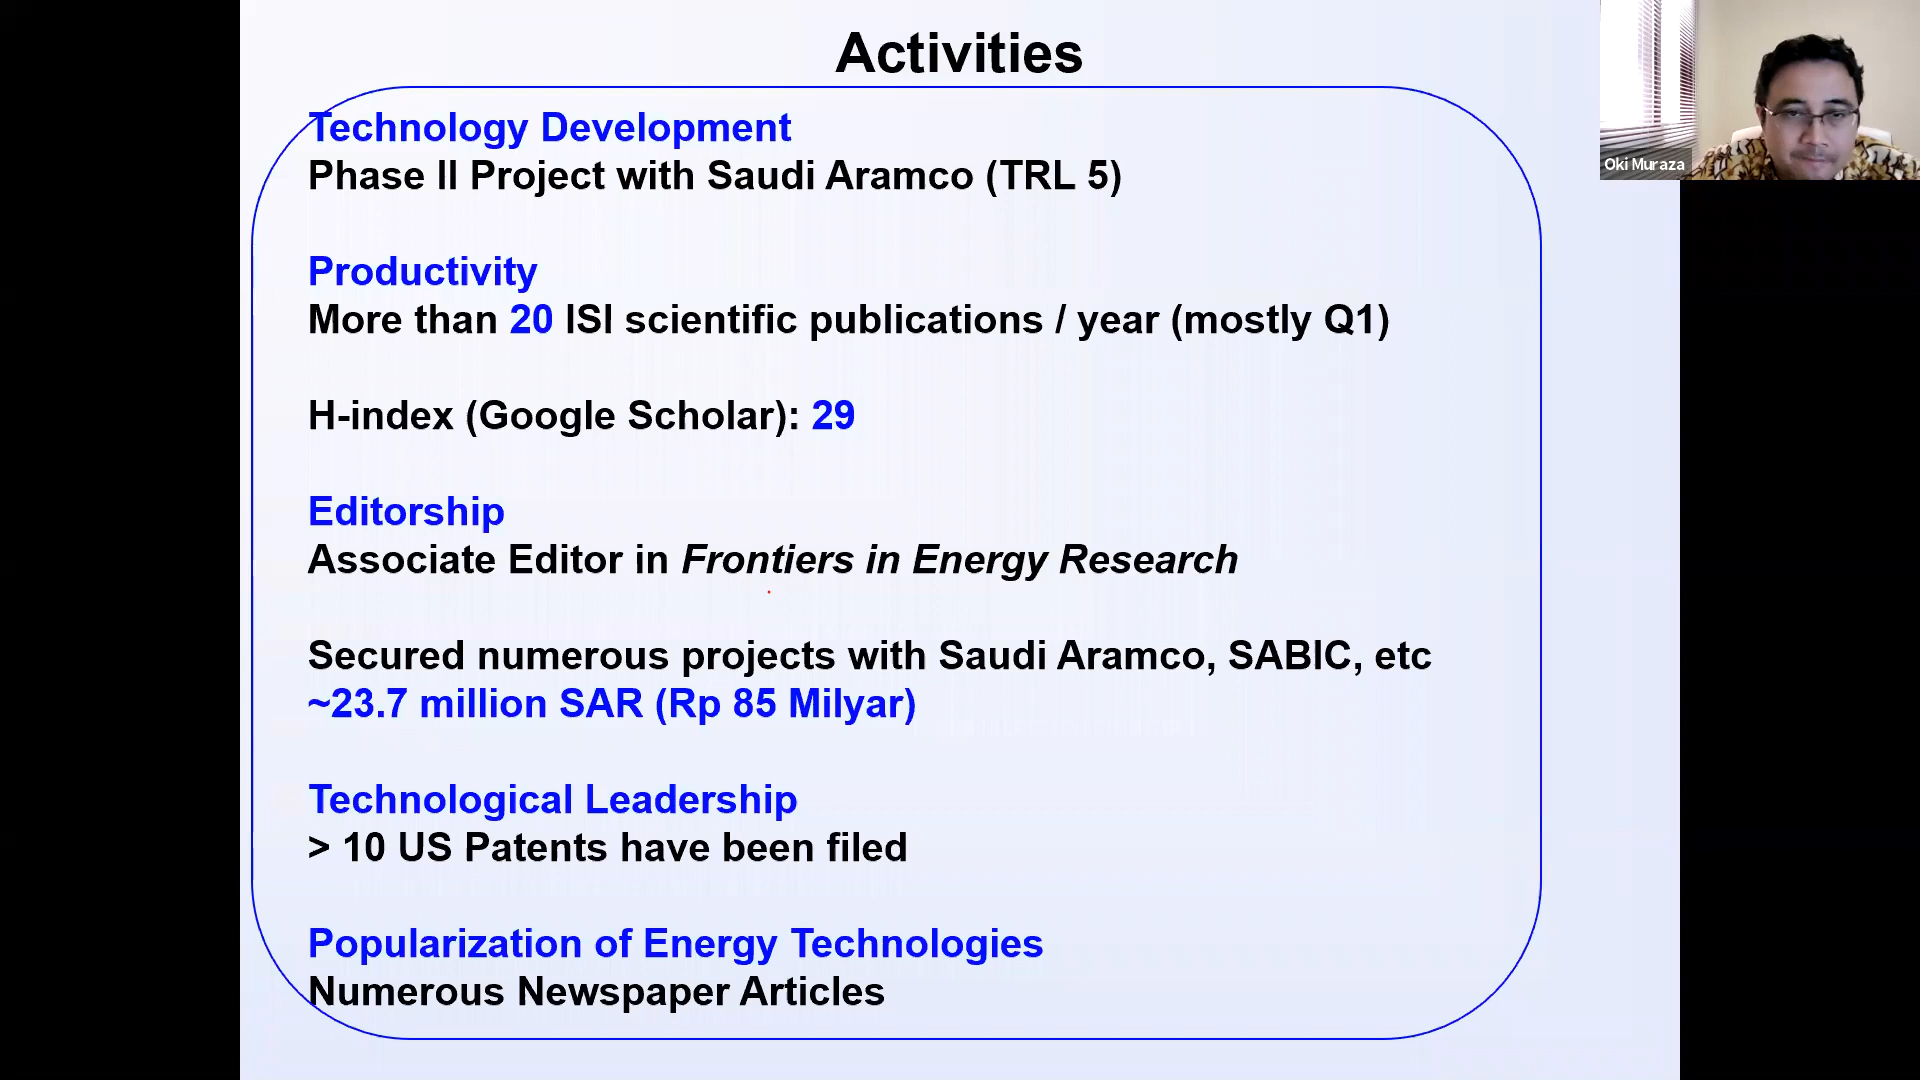 Activities
Technology Development
Phase II Project with Saudi Aramco (TRL 5)
Productivity
More than 20 ISI scientific publications / year (mostly Q1)
H-index (Google Scholar): 29
Editorship
Associate Editor in Frontiers in Energy Research
Secured numerous projects with Saudi Aramco, SABIC, etc
~23.7 million SAR (Rp 85 Milyar)
Technological Leadership
> 10 US Patents have been filed
Popularization of Energy Technologies
Numerous Newspaper Articles
Oki Muraza